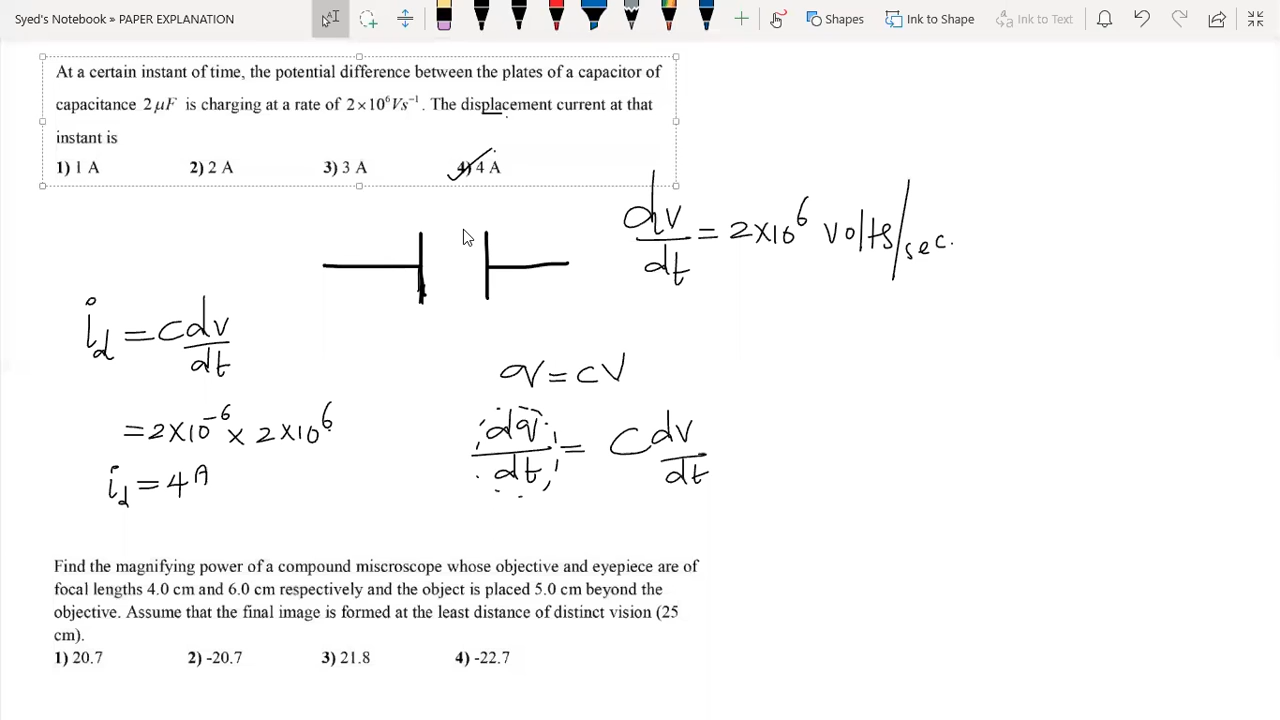 Syed's Notebook » PAPER EXPLANATION
Shapes
Ink to Shape
Ink to Text
At a certain instant of time, the potential difference between the plates of a capacitor of
capacitance 2 μF is charging at a rate of 2×10⁶Vs⁻¹. The displacement current at that
instant is
1) 1 A 2) 2 A 3) 3 A 4) 4 A
dv/dt = 2×10⁶ volts/sec.
i_d = c dv/dt
= 2×10⁻⁶ × 2×10⁶
i_d = 4 A
q = cV
dq/dt = C dv/dt
Find the magnifying power of a compound miscroscope whose objective and eyepiece are of
focal lengths 4.0 cm and 6.0 cm respectively and the object is placed 5.0 cm beyond the
objective. Assume that the final image is formed at the least distance of distinct vision (25
cm).
1) 20.7 2) -20.7 3) 21.8 4) -22.7